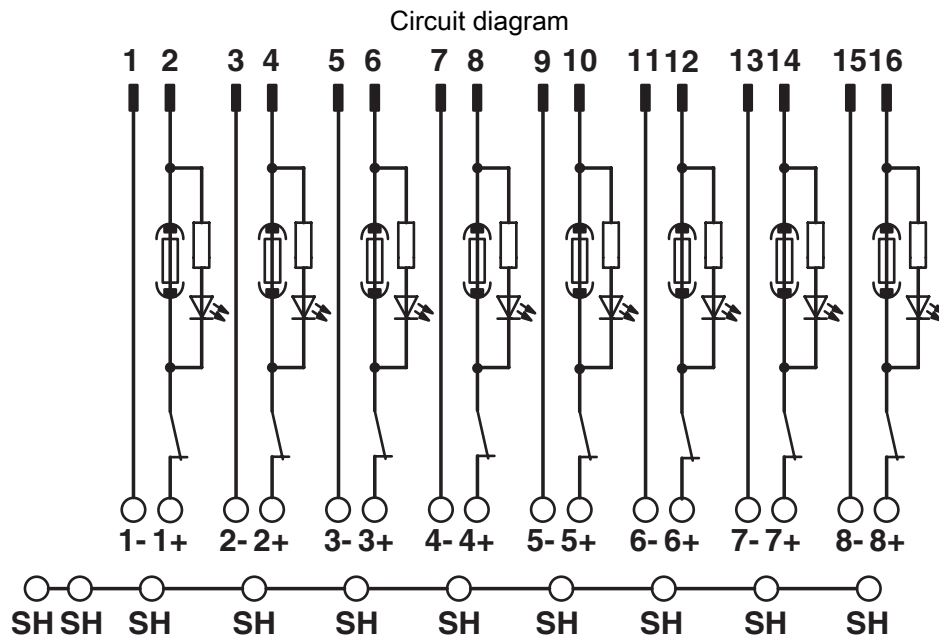 Circuit diagram
1 2 3 4 5 6 7 8 9 10 11 12 13 14 15 16
1- 1+ 2- 2+ 3- 3+ 4- 4+ 5- 5+ 6- 6+ 7- 7+ 8- 8+
SH SH SH SH SH SH SH SH SH SH